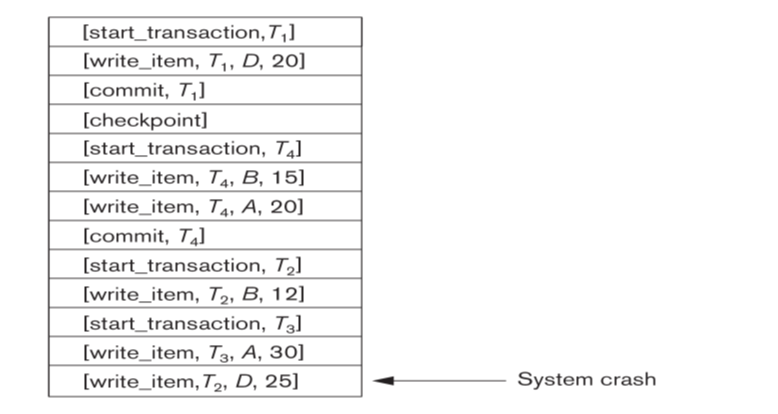 [start_transaction,T₁]
[write_item, T₁, D, 20]
[commit, T₁]
[checkpoint]
[start_transaction, T₄]
[write_item, T₄, B, 15]
[write_item, T₄, A, 20]
[commit, T₄]
[start_transaction, T₂]
[write_item, T₂, B, 12]
[start_transaction, T₃]
[write_item, T₃, A, 30]
[write_item,T₂, D, 25] System crash